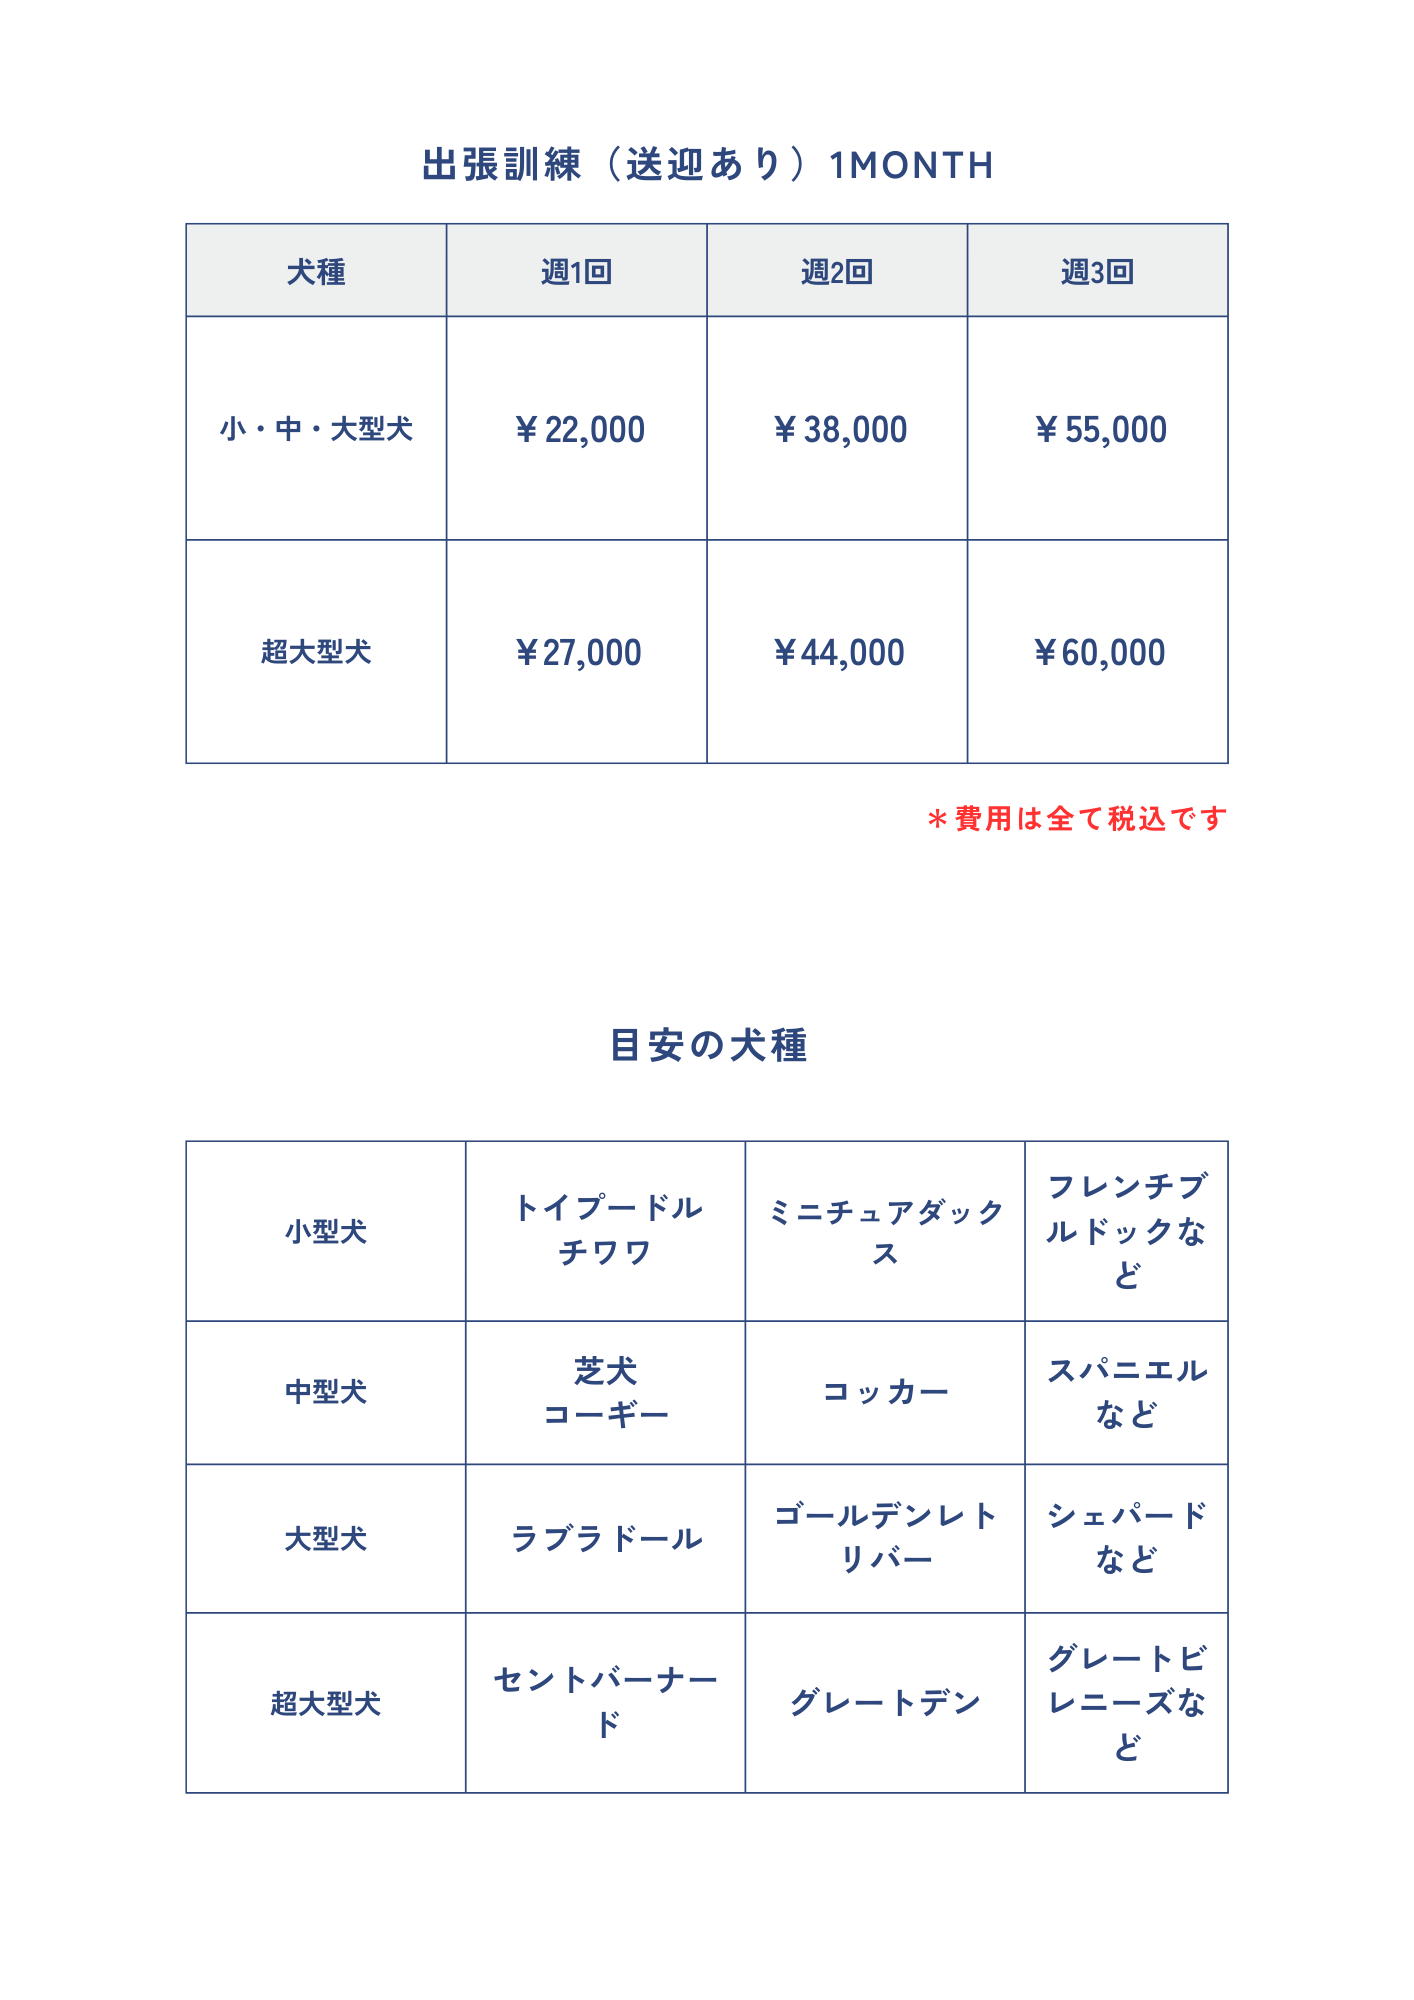 出張訓練（送迎あり）1MONTH
犬種 週1回 週2回 週3回
小・中・大型犬 ¥ 22,000 ¥ 38,000 ¥ 55,000
超大型犬 ¥27,000 ¥44,000 ¥60,000
＊費用は全て税込です
目安の犬種
小型犬
トイプードル
チワワ
ミニチュアダック
ス
フレンチブ
ルドックな
ど
中型犬
芝犬
コーギー
コッカー
スパニエル
など
大型犬
ラブラドール
ゴールデンレト
リバー
シェパード
など
超大型犬
セントバーナー
ド
グレートデン
グレートピ
レニーズな
ど